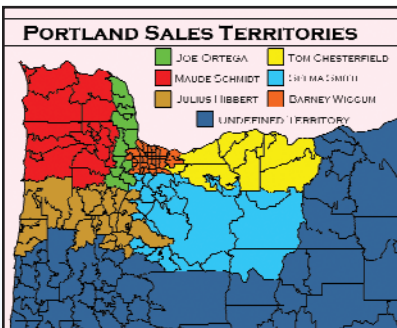 PORTLAND SALES TERRITORIES
JOE ORTEGA TOM CHESTERFIELD
MAUDE SCHMIDT SELMA SMITH
JULIUS HIBBERT BARNEY WIGGUM
UNDEFINED TERRITORY